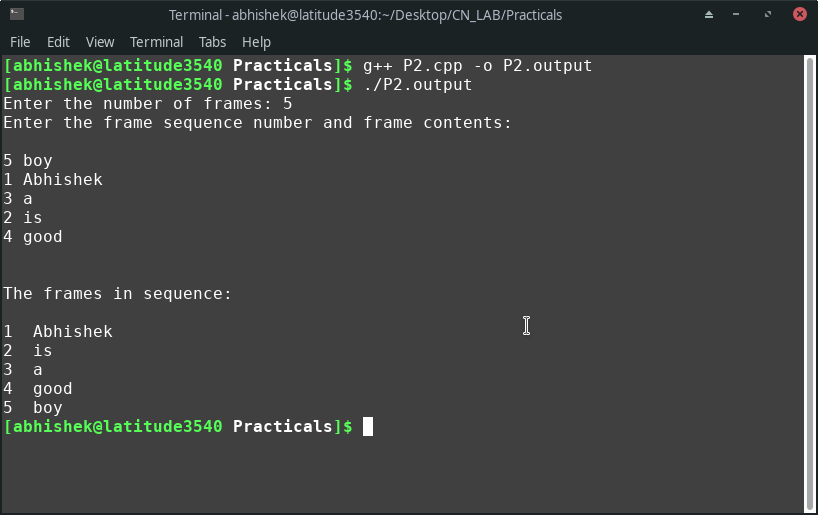 Terminal - abhishek@latitude3540:~/Desktop/CN_LAB/Practicals
File Edit View Terminal Tabs Help
[abhishek@latitude3540 Practicals]$ g++ P2.cpp -o P2.output
[abhishek@latitude3540 Practicals]$ ./P2.output
Enter the number of frames: 5
Enter the frame sequence number and frame contents:
5 boy
1 Abhishek
3 a
2 is
4 good
The frames in sequence:
1  Abhishek
2  is
3  a
4  good
5  boy
[abhishek@latitude3540 Practicals]$